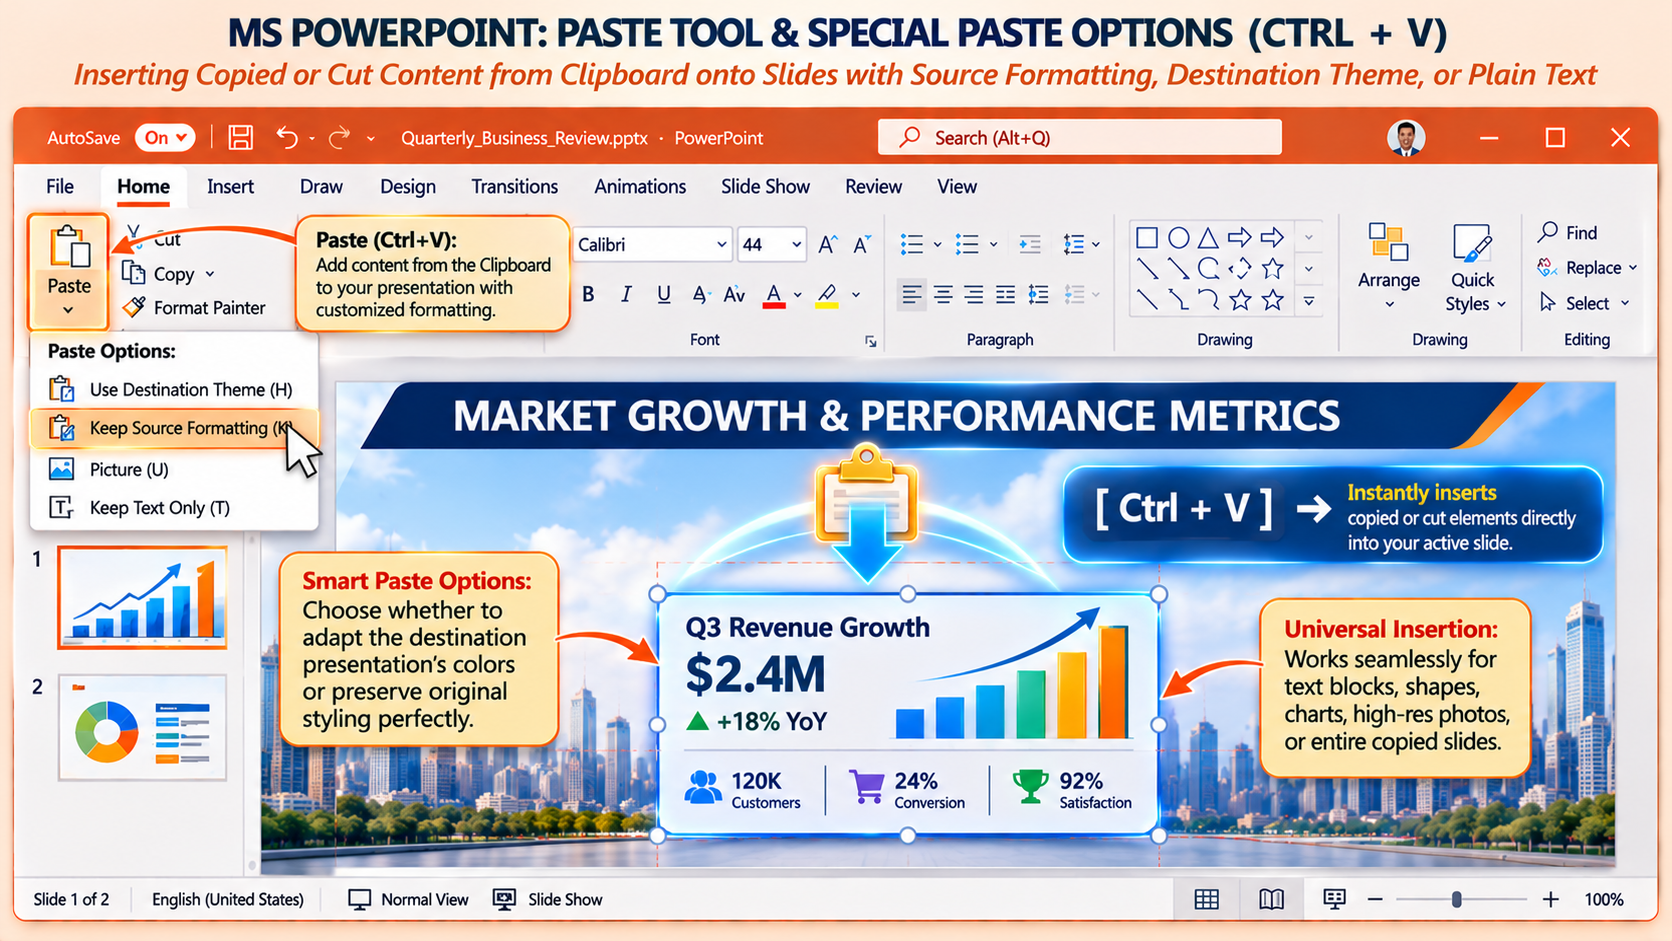 MS POWERPOINT: PASTE TOOL & SPECIAL PASTE OPTIONS (CTRL + V)
Inserting Copied or Cut Content from Clipboard onto Slides with Source Formatting, Destination Theme, or Plain Text
AutoSave On Quarterly_Business_Review.pptx · PowerPoint Search (Alt+Q)
File Home Insert Draw Design Transitions Animations Slide Show Review View
Paste
Cut
Copy
Format Painter
Paste (Ctrl+V):
Add content from the Clipboard
to your presentation with
customized formatting.
Calibri 44
Font
Paragraph
Drawing
Arrange
Quick
Styles
Drawing
Find
Replace
Select
Editing
Paste Options:
Use Destination Theme (H)
Keep Source Formatting (K)
Picture (U)
Keep Text Only (T)
1
2
MARKET GROWTH & PERFORMANCE METRICS
[ Ctrl + V ] → Instantly inserts
copied or cut elements directly
into your active slide.
Smart Paste Options:
Choose whether to
adapt the destination
presentation's colors
or preserve original
styling perfectly.
Q3 Revenue Growth
$2.4M
+18% YoY
120K
Customers
24%
Conversion
92%
Satisfaction
Universal Insertion:
Works seamlessly for
text blocks, shapes,
charts, high-res photos,
or entire copied slides.
Slide 1 of 2 English (United States) Normal View Slide Show 100%